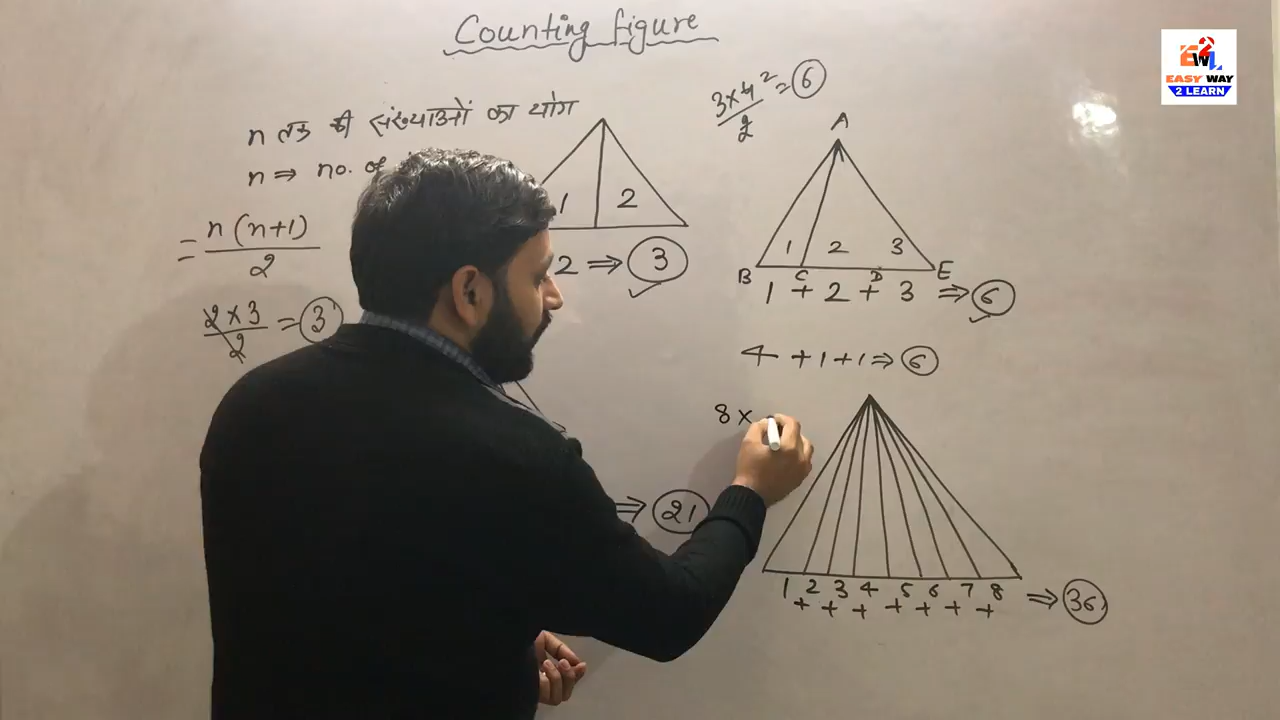 Counting figure
EASY WAY
2 LEARN
n तक की संख्याओं का योग
n ⇒ no. of
= n(n+1)/2
2×3/2 = 3
1 2
2 ⇒ 3
⇒ 21
3×4²/2 = 6
A
1 2 3
B C D E
1 + 2 + 3 ⇒ 6
4 + 1 + 1 ⇒ 6
8 ×
1 2 3 4 5 6 7 8 ⇒ 36
+ + + + + + +